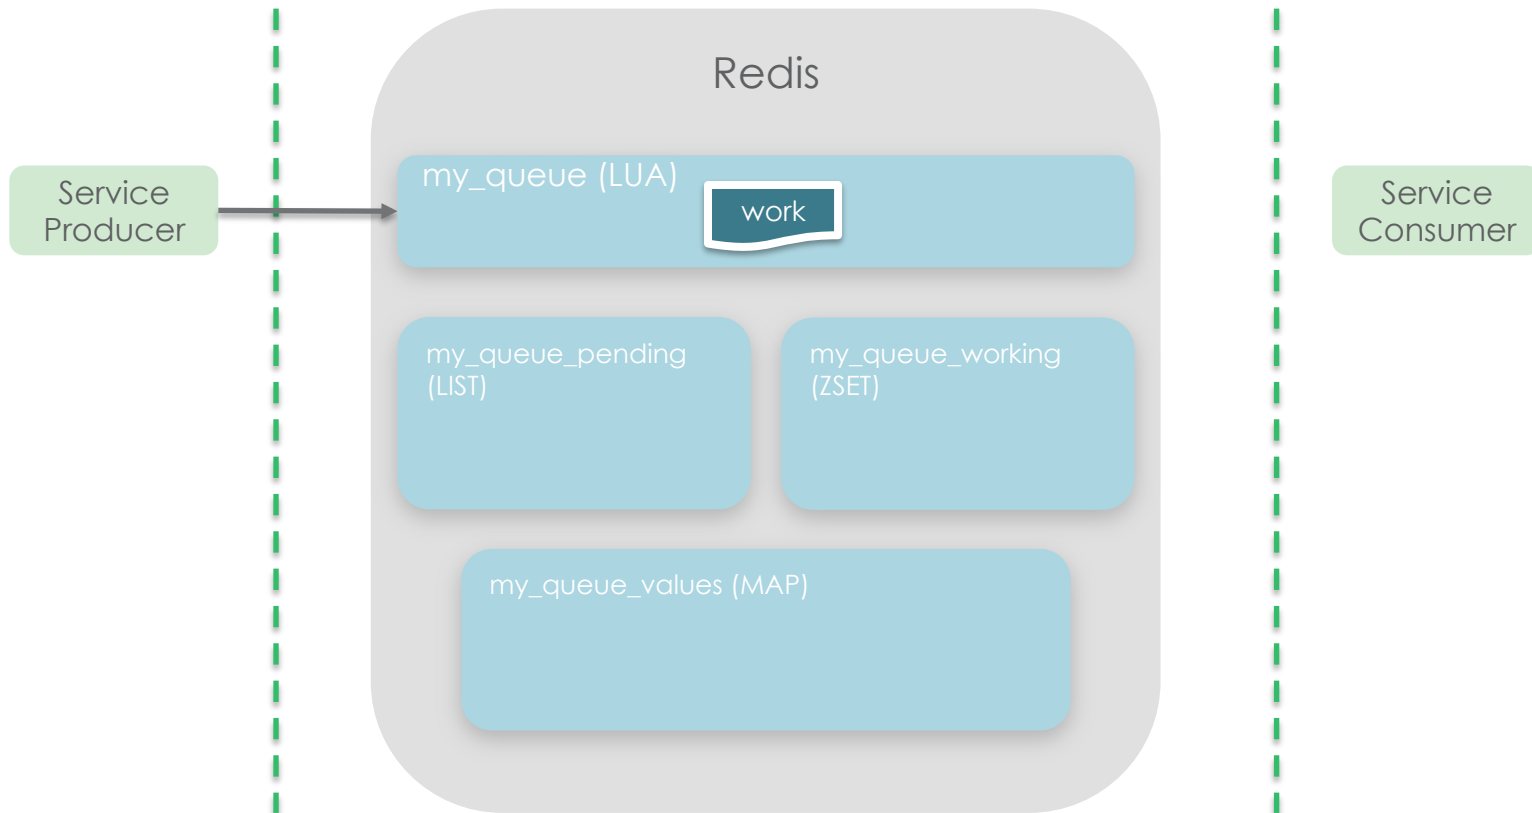 Redis
my_queue (LUA)
work
Service
Producer
Service
Consumer
my_queue_pending
(LIST)
my_queue_working
(ZSET)
my_queue_values (MAP)